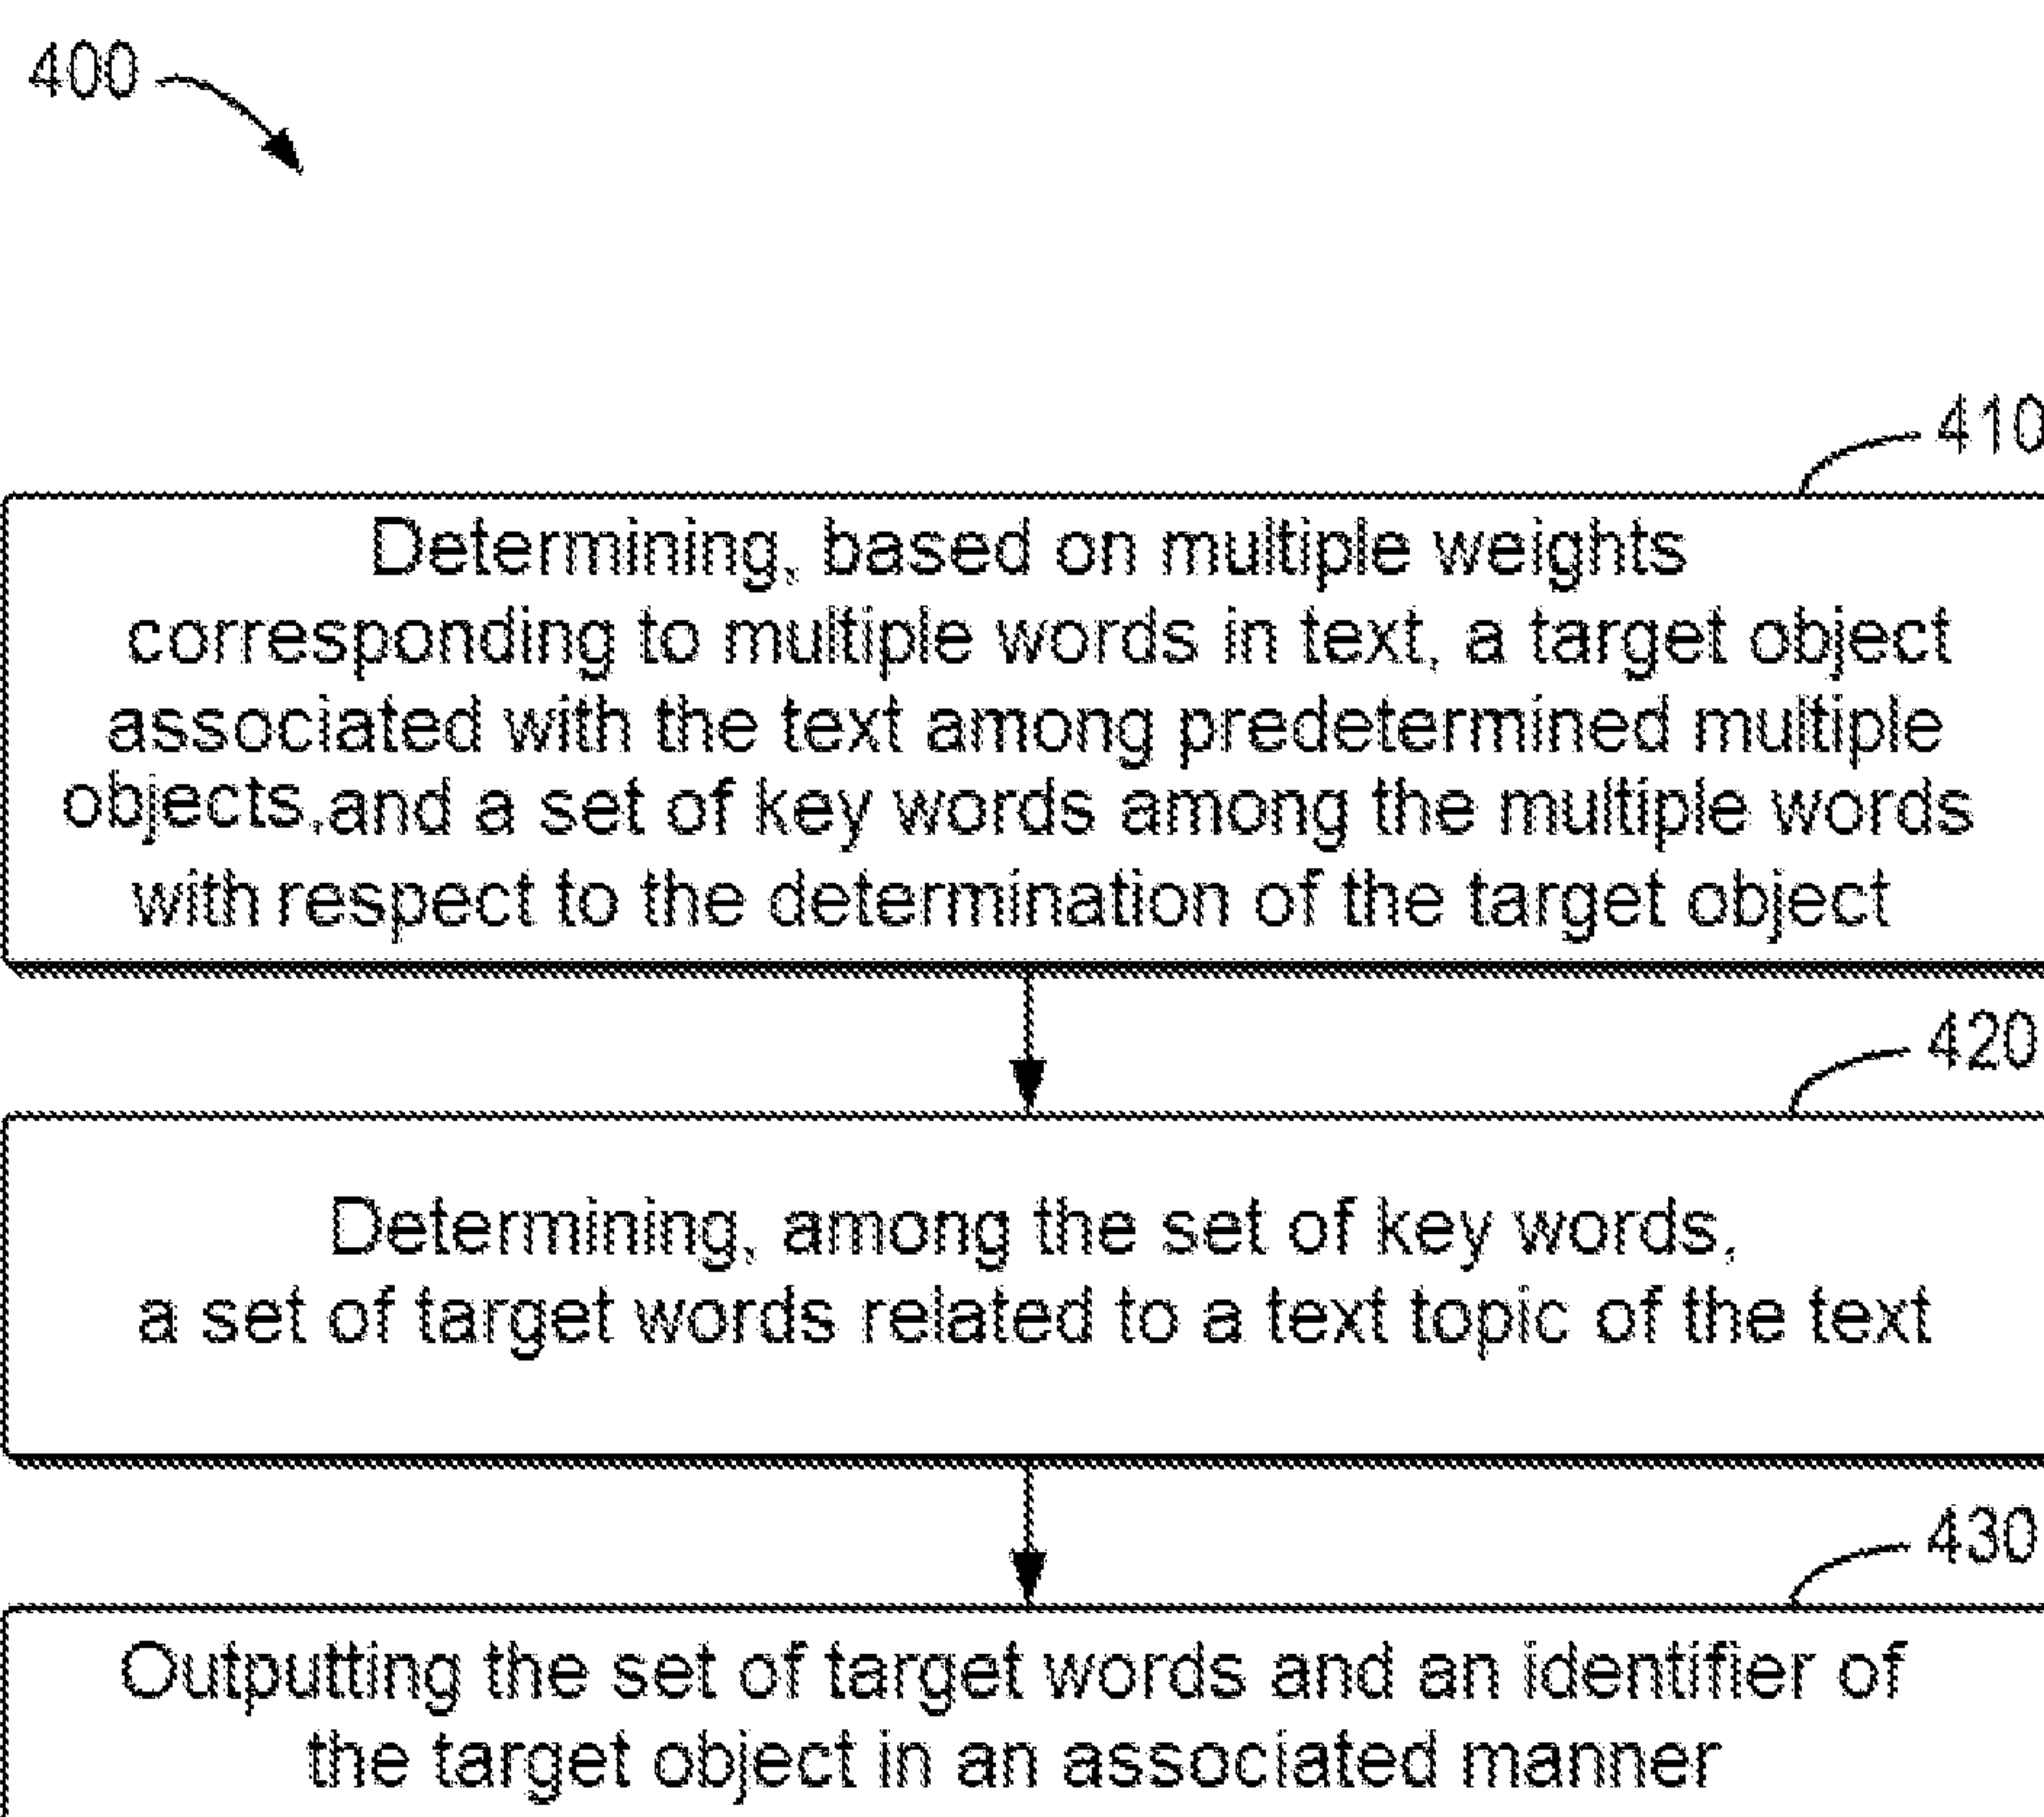 400
410
Determining, based on multiple weights
corresponding to multiple words in text, a target object
associated with the text among predetermined multiple
objects,and a set of key words among the multiple words
with respect to the determination of the target object
420
Determining, among the set of key words,
a set of target words related to a text topic of the text
430
Outputting the set of target words and an identifier of
the target object in an associated manner